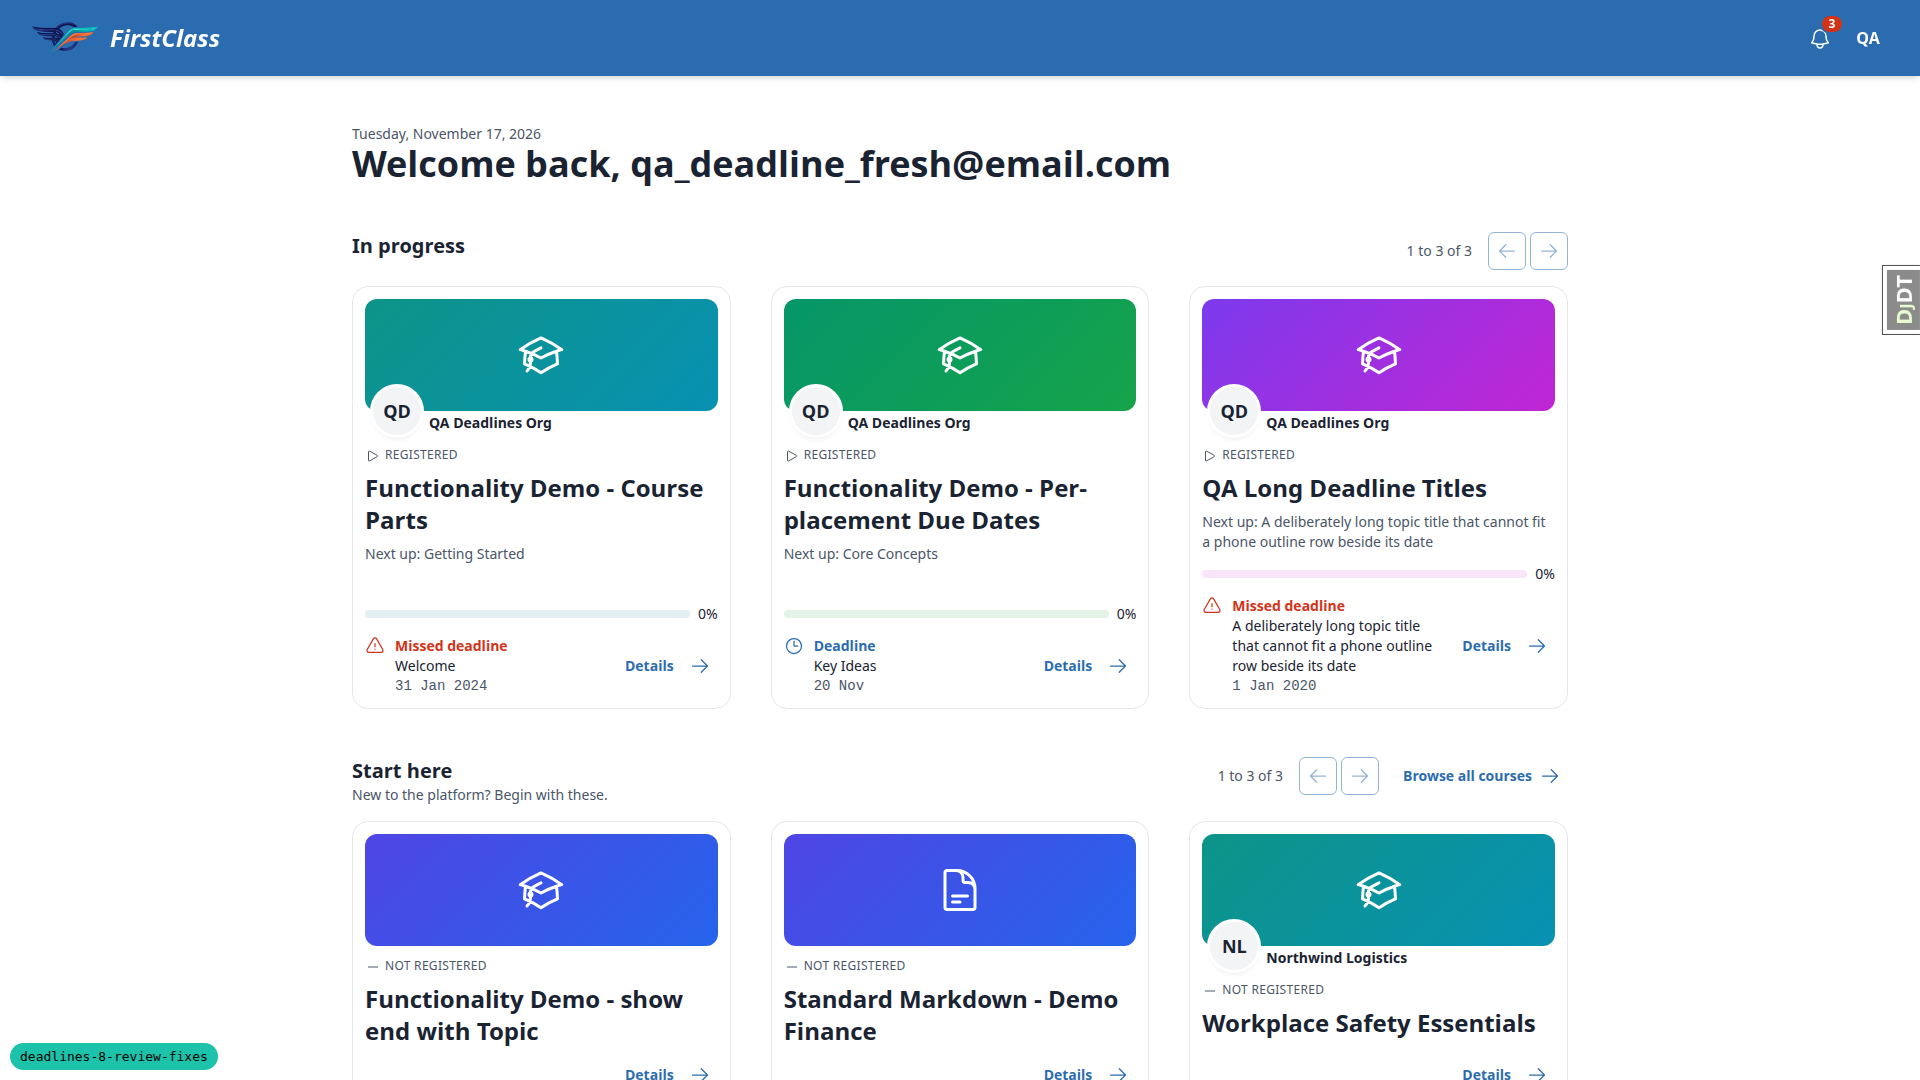 FirstClass
3
QA
Tuesday, November 17, 2026
Welcome back, qa_deadline_fresh@email.com
In progress
1 to 3 of 3
QD
QA Deadlines Org
REGISTERED
Functionality Demo - Course
Parts
Next up: Getting Started
0%
Missed deadline
Welcome
31 Jan 2024
Details
QD
QA Deadlines Org
REGISTERED
Functionality Demo - Per-
placement Due Dates
Next up: Core Concepts
0%
Deadline
Key Ideas
20 Nov
Details
QD
QA Deadlines Org
REGISTERED
QA Long Deadline Titles
Next up: A deliberately long topic title that cannot fit
a phone outline row beside its date
0%
Missed deadline
A deliberately long topic title
that cannot fit a phone outline
row beside its date
1 Jan 2020
Details
DJDT
Start here
New to the platform? Begin with these.
1 to 3 of 3
Browse all courses
NOT REGISTERED
Functionality Demo - show
end with Topic
Details
NOT REGISTERED
Standard Markdown - Demo
Finance
Details
NL
Northwind Logistics
NOT REGISTERED
Workplace Safety Essentials
Details
deadlines-8-review-fixes